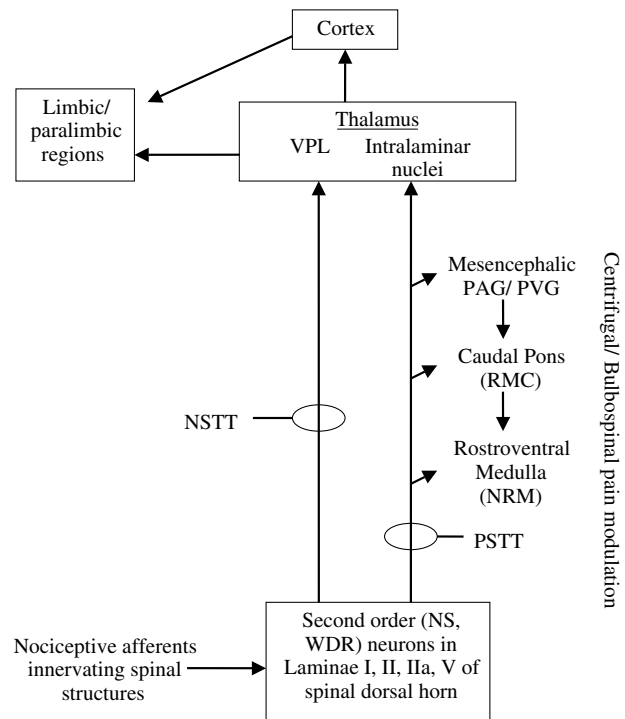 Cortex
Limbic/
paralimbic
regions
Thalamus
VPL Intralaminar
nuclei
Mesencephalic
PAG/ PVG
Caudal Pons
(RMC)
Rostroventral
Medulla
(NRM)
Centrifugal/ Bulbospinal pain modulation
NSTT
PSTT
Nociceptive afferents
innervating spinal
structures
Second order (NS,
WDR) neurons in
Laminae I, II, IIa, V of
spinal dorsal horn